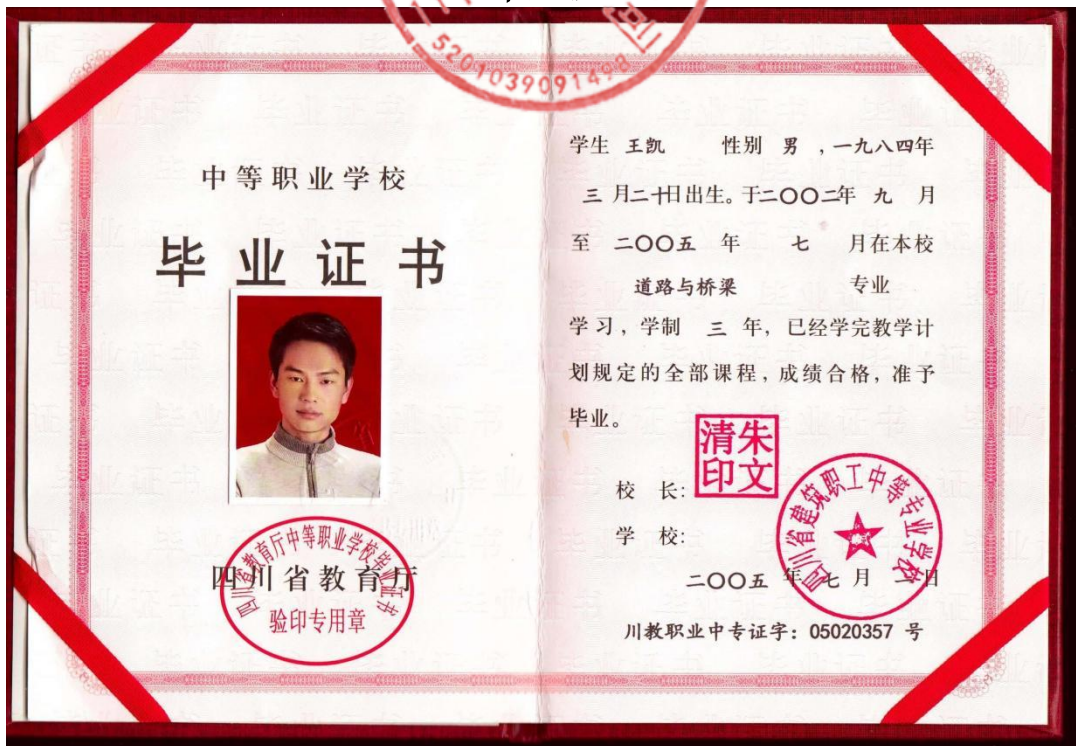 5201039091498
中等职业学校
毕业证书
四川省教育厅
四川省教育厅中等职业学校毕业证书
验印专用章
学生 王凯 性别 男 ,一九八四年
三 月二十日出生。于二〇〇二年 九 月
至 二〇〇五 年 七 月在本校
道路与桥梁 专业
学习,学制 三 年,已经学完教学计
划规定的全部课程,成绩合格,准予
毕业。
校 长:
朱文清印
学 校:
四川省建筑职工中等专业学校
二〇〇五 年 七 月 一日
川教职业中专证字:05020357 号